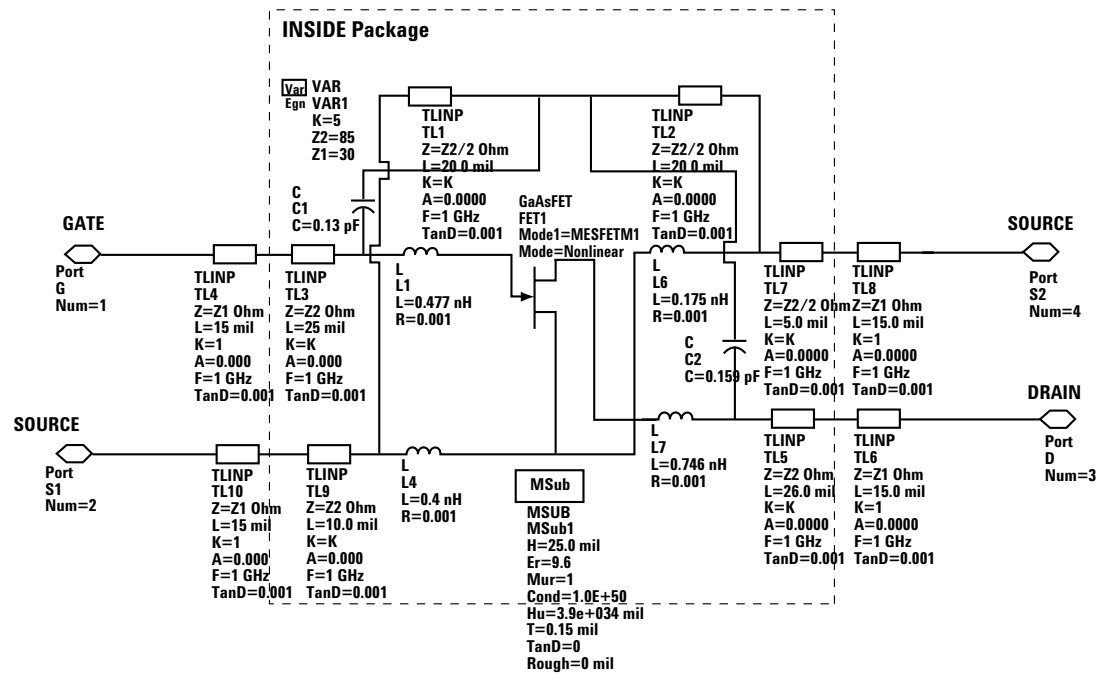 INSIDE Package
Var
Egn
VAR
VAR1
K=5
Z2=85
Z1=30
TLINP
TL1
Z=Z2/2 Ohm
L=20 0 mil
K=K
A=0.0000
F=1 GHz
TanD=0.001
TLINP
TL2
Z=Z2/2 Ohm
L=20 0 mil
K=K
A=0.0000
F=1 GHz
TanD=0.001
C
C1
C=0.13 pF
GaAsFET
FET1
Mode1=MESFETM1
Mode=Nonlinear
GATE
Port
G
Num=1
TLINP
TL4
Z=Z1 Ohm
L=15 mil
K=1
A=0.000
F=1 GHz
TanD=0.001
TLINP
TL3
Z=Z2 Ohm
L=25 mil
K=K
A=0.000
F=1 GHz
TanD=0.001
L
L1
L=0.477 nH
R=0.001
L
L6
L=0.175 nH
R=0.001
C
C2
C=0.159 pF
TLINP
TL7
Z=Z2/2 Ohm
L=5.0 mil
K=K
A=0.0000
F=1 GHz
TanD=0.001
TLINP
TL8
Z=Z1 Ohm
L=15.0 mil
K=1
A=0.0000
F=1 GHz
TanD=0.001
SOURCE
Port
S2
Num=4
SOURCE
Port
S1
Num=2
TLINP
TL10
Z=Z1 Ohm
L=15 mil
K=1
A=0.000
F=1 GHz
TanD=0.001
TLINP
TL9
Z=Z2 Ohm
L=10.0 mil
K=K
A=0.000
F=1 GHz
TanD=0.001
L
L4
L=0.4 nH
R=0.001
MSub
MSUB
MSub1
H=25.0 mil
Er=9.6
Mur=1
Cond=1.0E+50
Hu=3.9e+034 mil
T=0.15 mil
TanD=0
Rough=0 mil
L
L7
L=0.746 nH
R=0.001
TLINP
TL5
Z=Z2 Ohm
L=26.0 mil
K=K
A=0.0000
F=1 GHz
TanD=0.001
TLINP
TL6
Z=Z1 Ohm
L=15.0 mil
K=1
A=0.0000
F=1 GHz
TanD=0.001
DRAIN
Port
D
Num=3